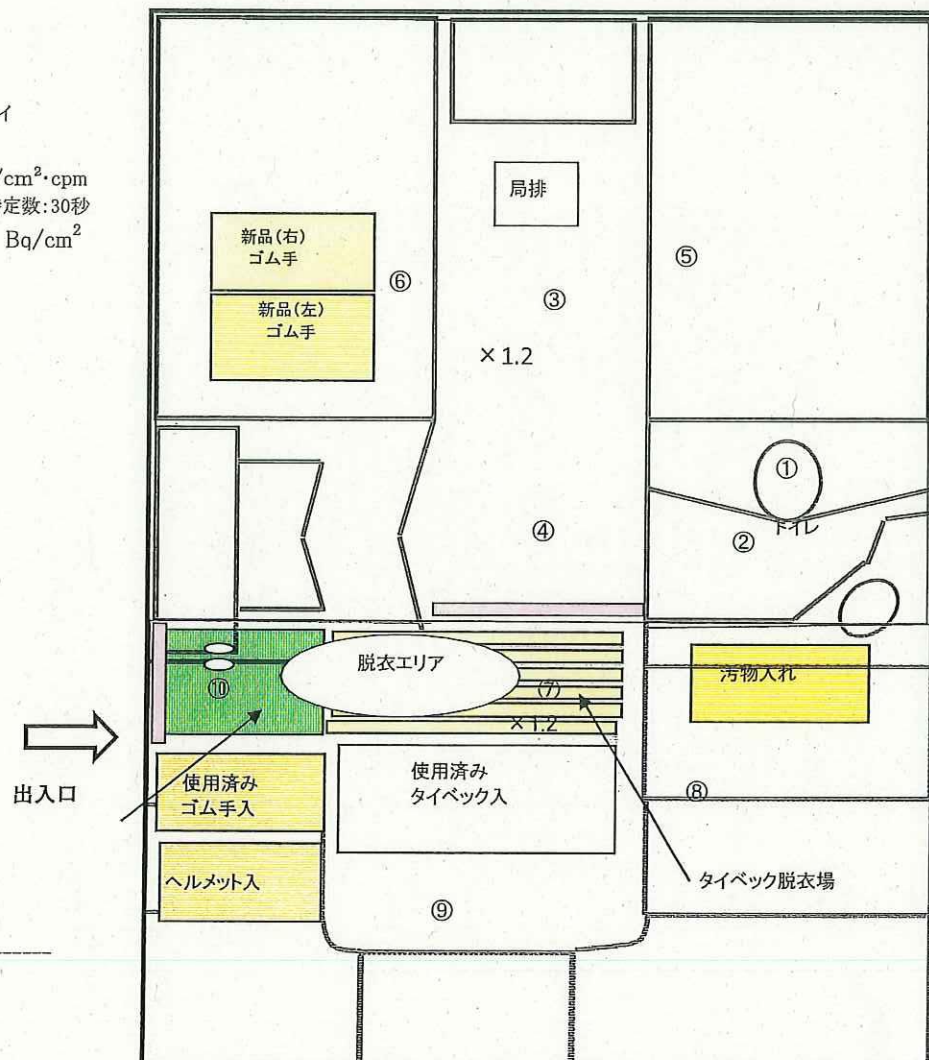 イ
/cm²・cpm
定数:30秒
Bq/cm²
局排
新品(右)
ゴム手
新品(左)
ゴム手
⑥
③
⑤
×1.2
①
トイレ
②
④
脱衣エリア
⑩
(7)
×1.2
汚物入れ
出入口
使用済み
ゴム手入
使用済み
タイベック入
⑧
ヘルメット入
タイベック脱衣場
⑨